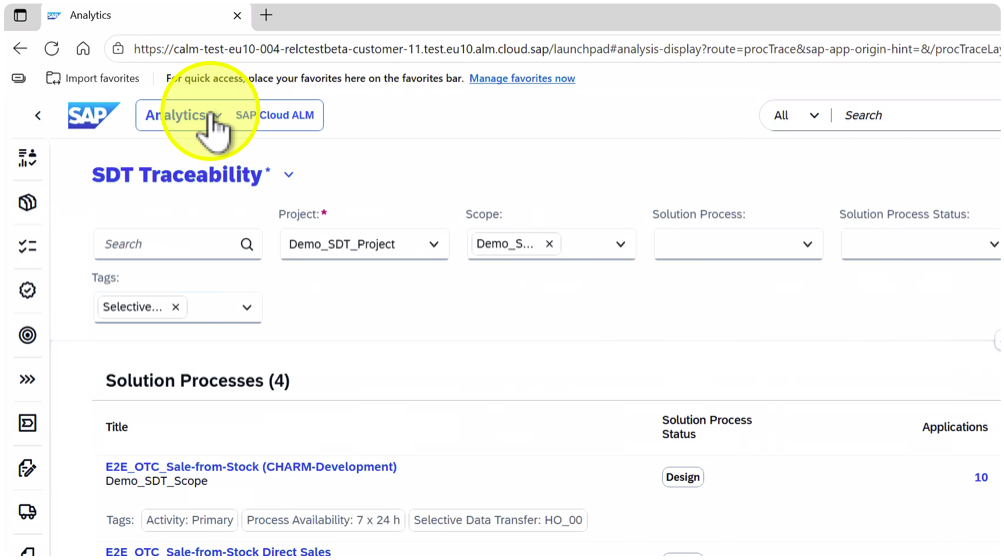 Analytics
https://calm-test-eu10-004-relctestbeta-customer-11.test.eu10.alm.cloud.sap/launchpad#analysis-display?route=procTrace&sap-app-origin-hint=&/procTraceLay
Import favorites For quick access, place your favorites here on the favorites bar. Manage favorites now
SAP Analytics SAP Cloud ALM All Search
SDT Traceability*
Project:* Scope: Solution Process: Solution Process Status:
Search Demo_SDT_Project Demo_S...
Tags:
Selective...
Solution Processes (4)
Title Solution Process Status Applications
E2E_OTC_Sale-from-Stock (CHARM-Development)
Demo_SDT_Scope
Design 10
Tags: Activity: Primary Process Availability: 7 x 24 h Selective Data Transfer: HO_00
E2E_OTC_Sale-from-Stock Direct Sales